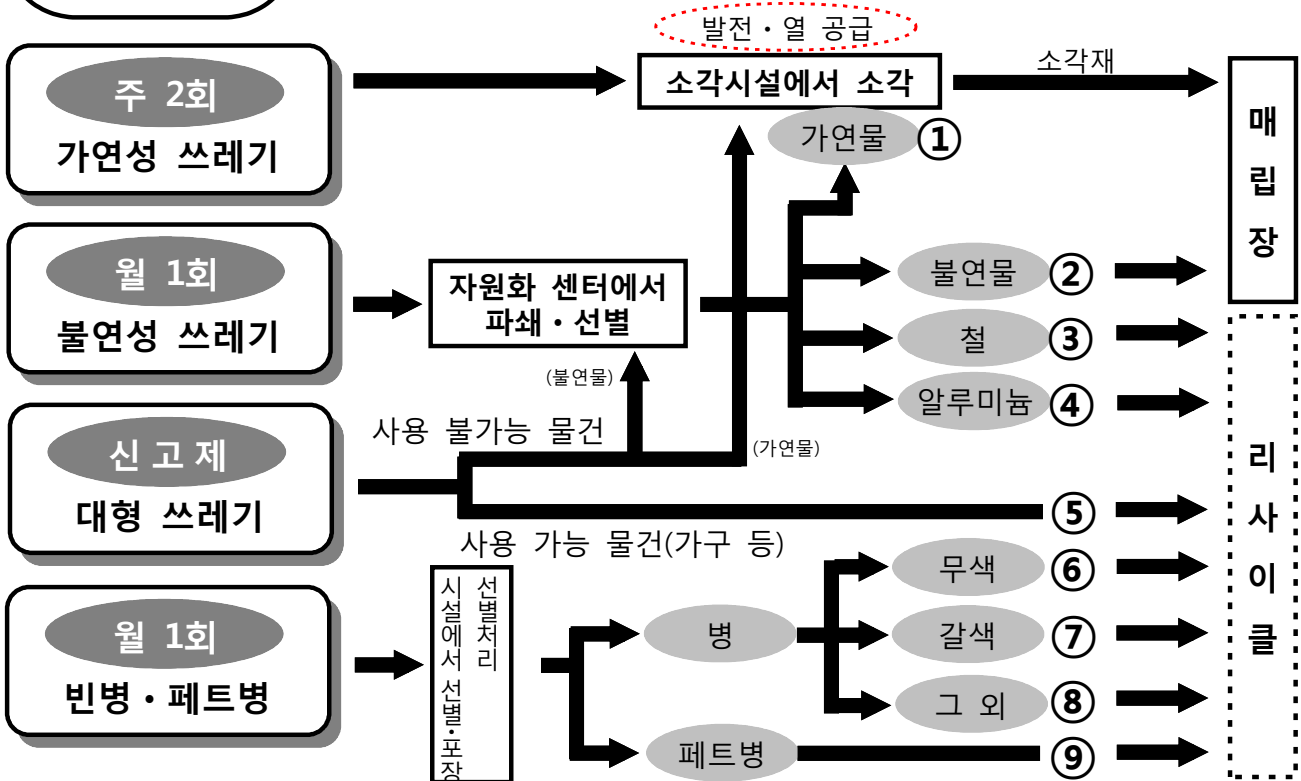 발전・열 공급
주 2회
가연성 쓰레기
소각시설에서 소각
소각재
가연물 ①
매립장
월 1회
불연성 쓰레기
자원화 센터에서
파쇄・선별
불연물 ②
철 ③
알루미늄 ④
(불연물)
사용 불가능 물건
(가연물)
신고제
대형 쓰레기
⑤
사용 가능 물건(가구 등)
리사이클
월 1회
빈병・페트병
선별처리
시설에서 선별・포장
병
무색 ⑥
갈색 ⑦
그 외 ⑧
페트병 ⑨